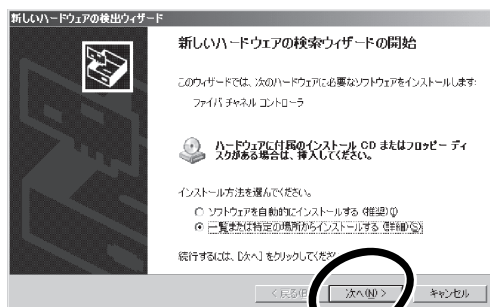 新しいハードウェアの検出ウィザード
新しいハードウェアの検索ウィザードの開始
このウィザードでは、次のハードウェアに必要なソフトウェアをインストールします:
ファイバ チャネル コントローラ
ハードウェアに付属のインストール CD またはフロッピー ディ
スクがある場合は、挿入してください。
インストール方法を選んでください。
ソフトウェアを自動的にインストールする (推奨)(I)
一覧または特定の場所からインストールする (詳細)(S)
続行するには、[次へ] をクリックしてくださ
< 戻る(B)
次へ(N) >
キャンセル